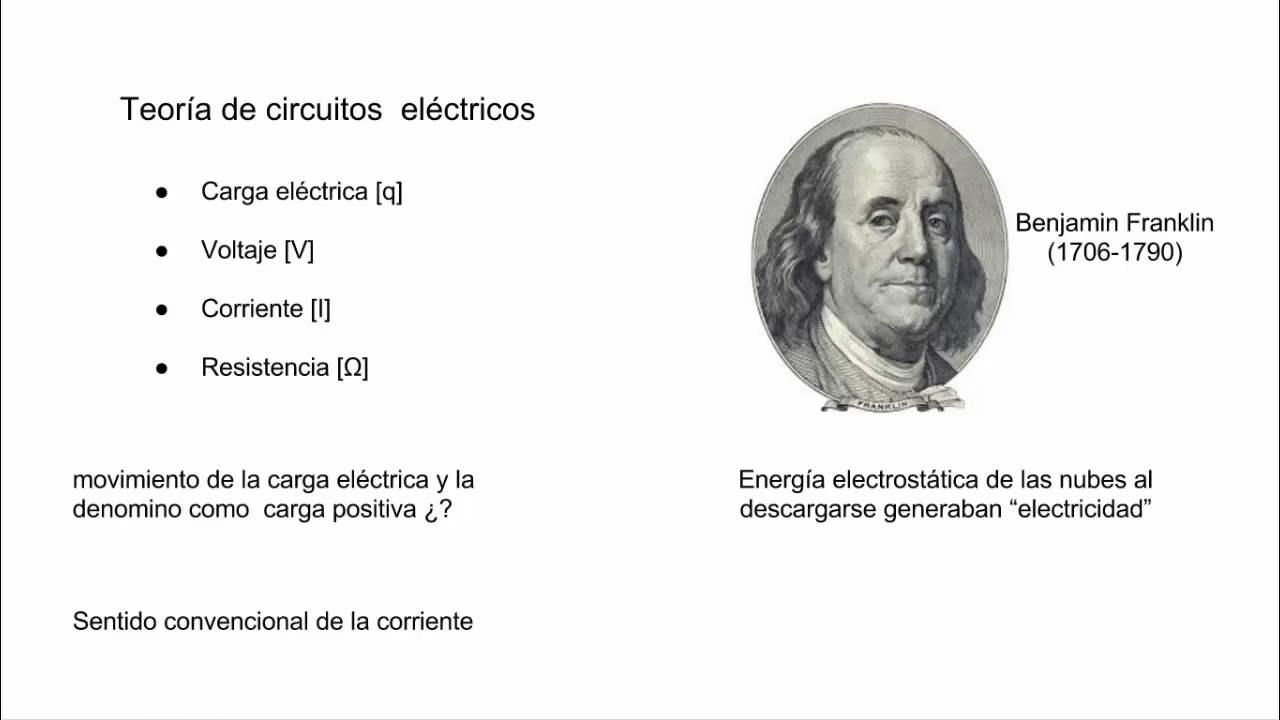 Teoría de circuitos  eléctricos
● Carga eléctrica [q]
● Voltaje [V]
● Corriente [I]
● Resistencia [Ω]
Benjamin Franklin
(1706-1790)
FRANKLIN
movimiento de la carga eléctrica y la
denomino como  carga positiva ¿?
Energía electrostática de las nubes al
descargarse generaban “electricidad”
Sentido convencional de la corriente